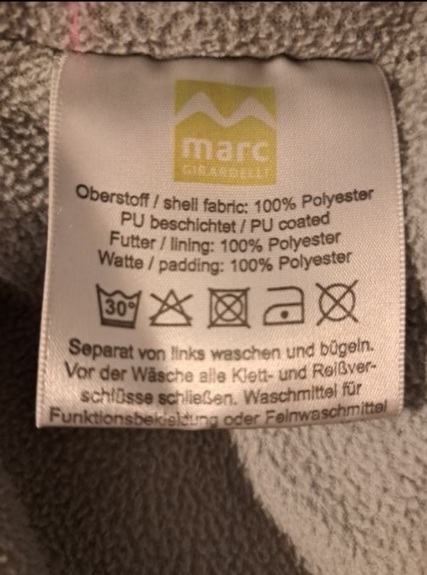 marc
GIRARDELLI
Oberstoff / shell fabric: 100% Polyester
PU beschichtet / PU coated
Futter / lining: 100% Polyester
Watte / padding: 100% Polyester
30°
Separat von links waschen und bügeln.
Vor der Wäsche alle Klett- und Reißver-
schlüsse schließen. Waschmittel für
Funktionsbekleidung oder Feinwaschmittel